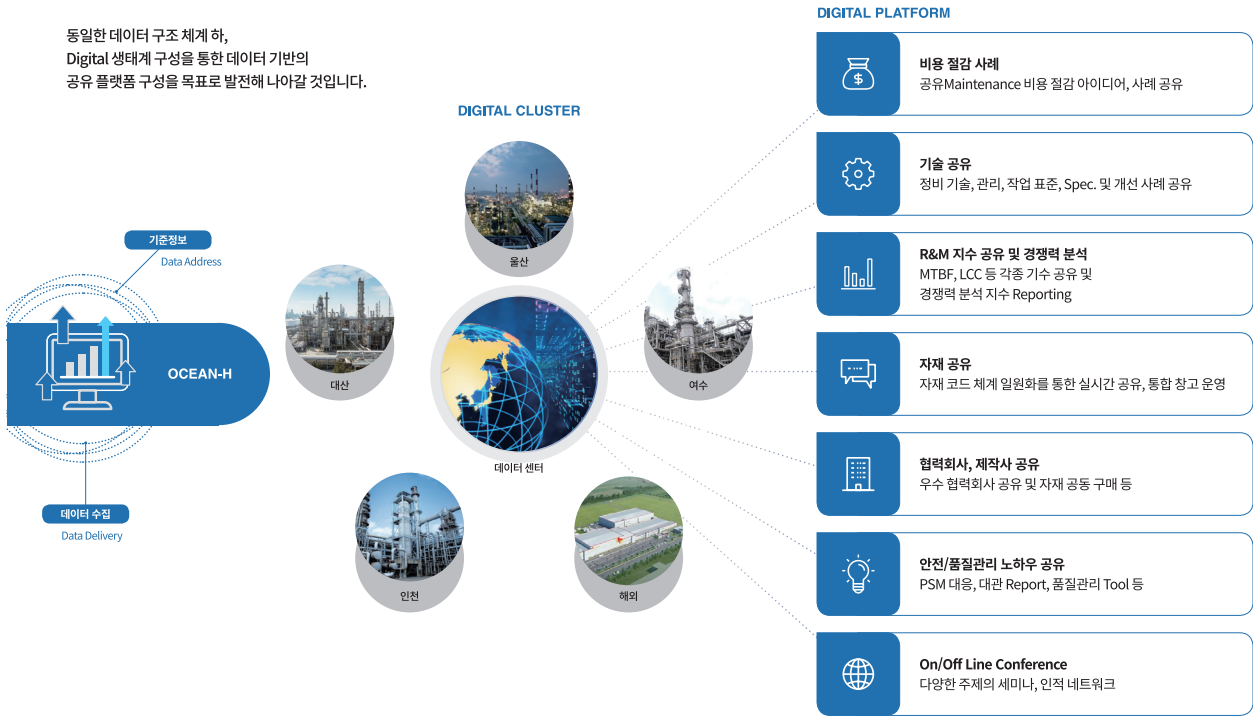 동일한 데이터 구조 체계 하,
Digital 생태계 구성을 통한 데이터 기반의
공유 플랫폼 구성을 목표로 발전해 나아갈 것입니다.
기준정보
Data Address
OCEAN-H
데이터 수집
Data Delivery
DIGITAL CLUSTER
울산
대산
여수
데이터 센터
인천
해외
DIGITAL PLATFORM
비용 절감 사례
공유Maintenance 비용 절감 아이디어, 사례 공유
기술 공유
정비 기술, 관리, 작업 표준, Spec. 및 개선 사례 공유
R&M 지수 공유 및 경쟁력 분석
MTBF, LCC 등 각종 기수 공유 및
경쟁력 분석 지수 Reporting
자재 공유
자재 코드 체계 일원화를 통한 실시간 공유, 통합 창고 운영
협력회사, 제작사 공유
우수 협력회사 공유 및 자재 공동 구매 등
안전/품질관리 노하우 공유
PSM 대응, 대관 Report, 품질관리 Tool 등
On/Off Line Conference
다양한 주제의 세미나, 인적 네트워크